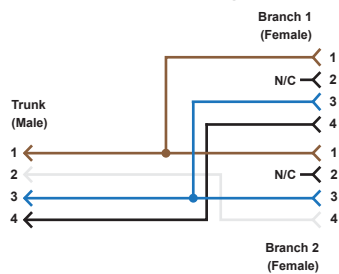 Branch 1
(Female)
1
N/C 2
3
4
Trunk
(Male)
1 1
2 N/C 2
3 3
4 4
Branch 2
(Female)